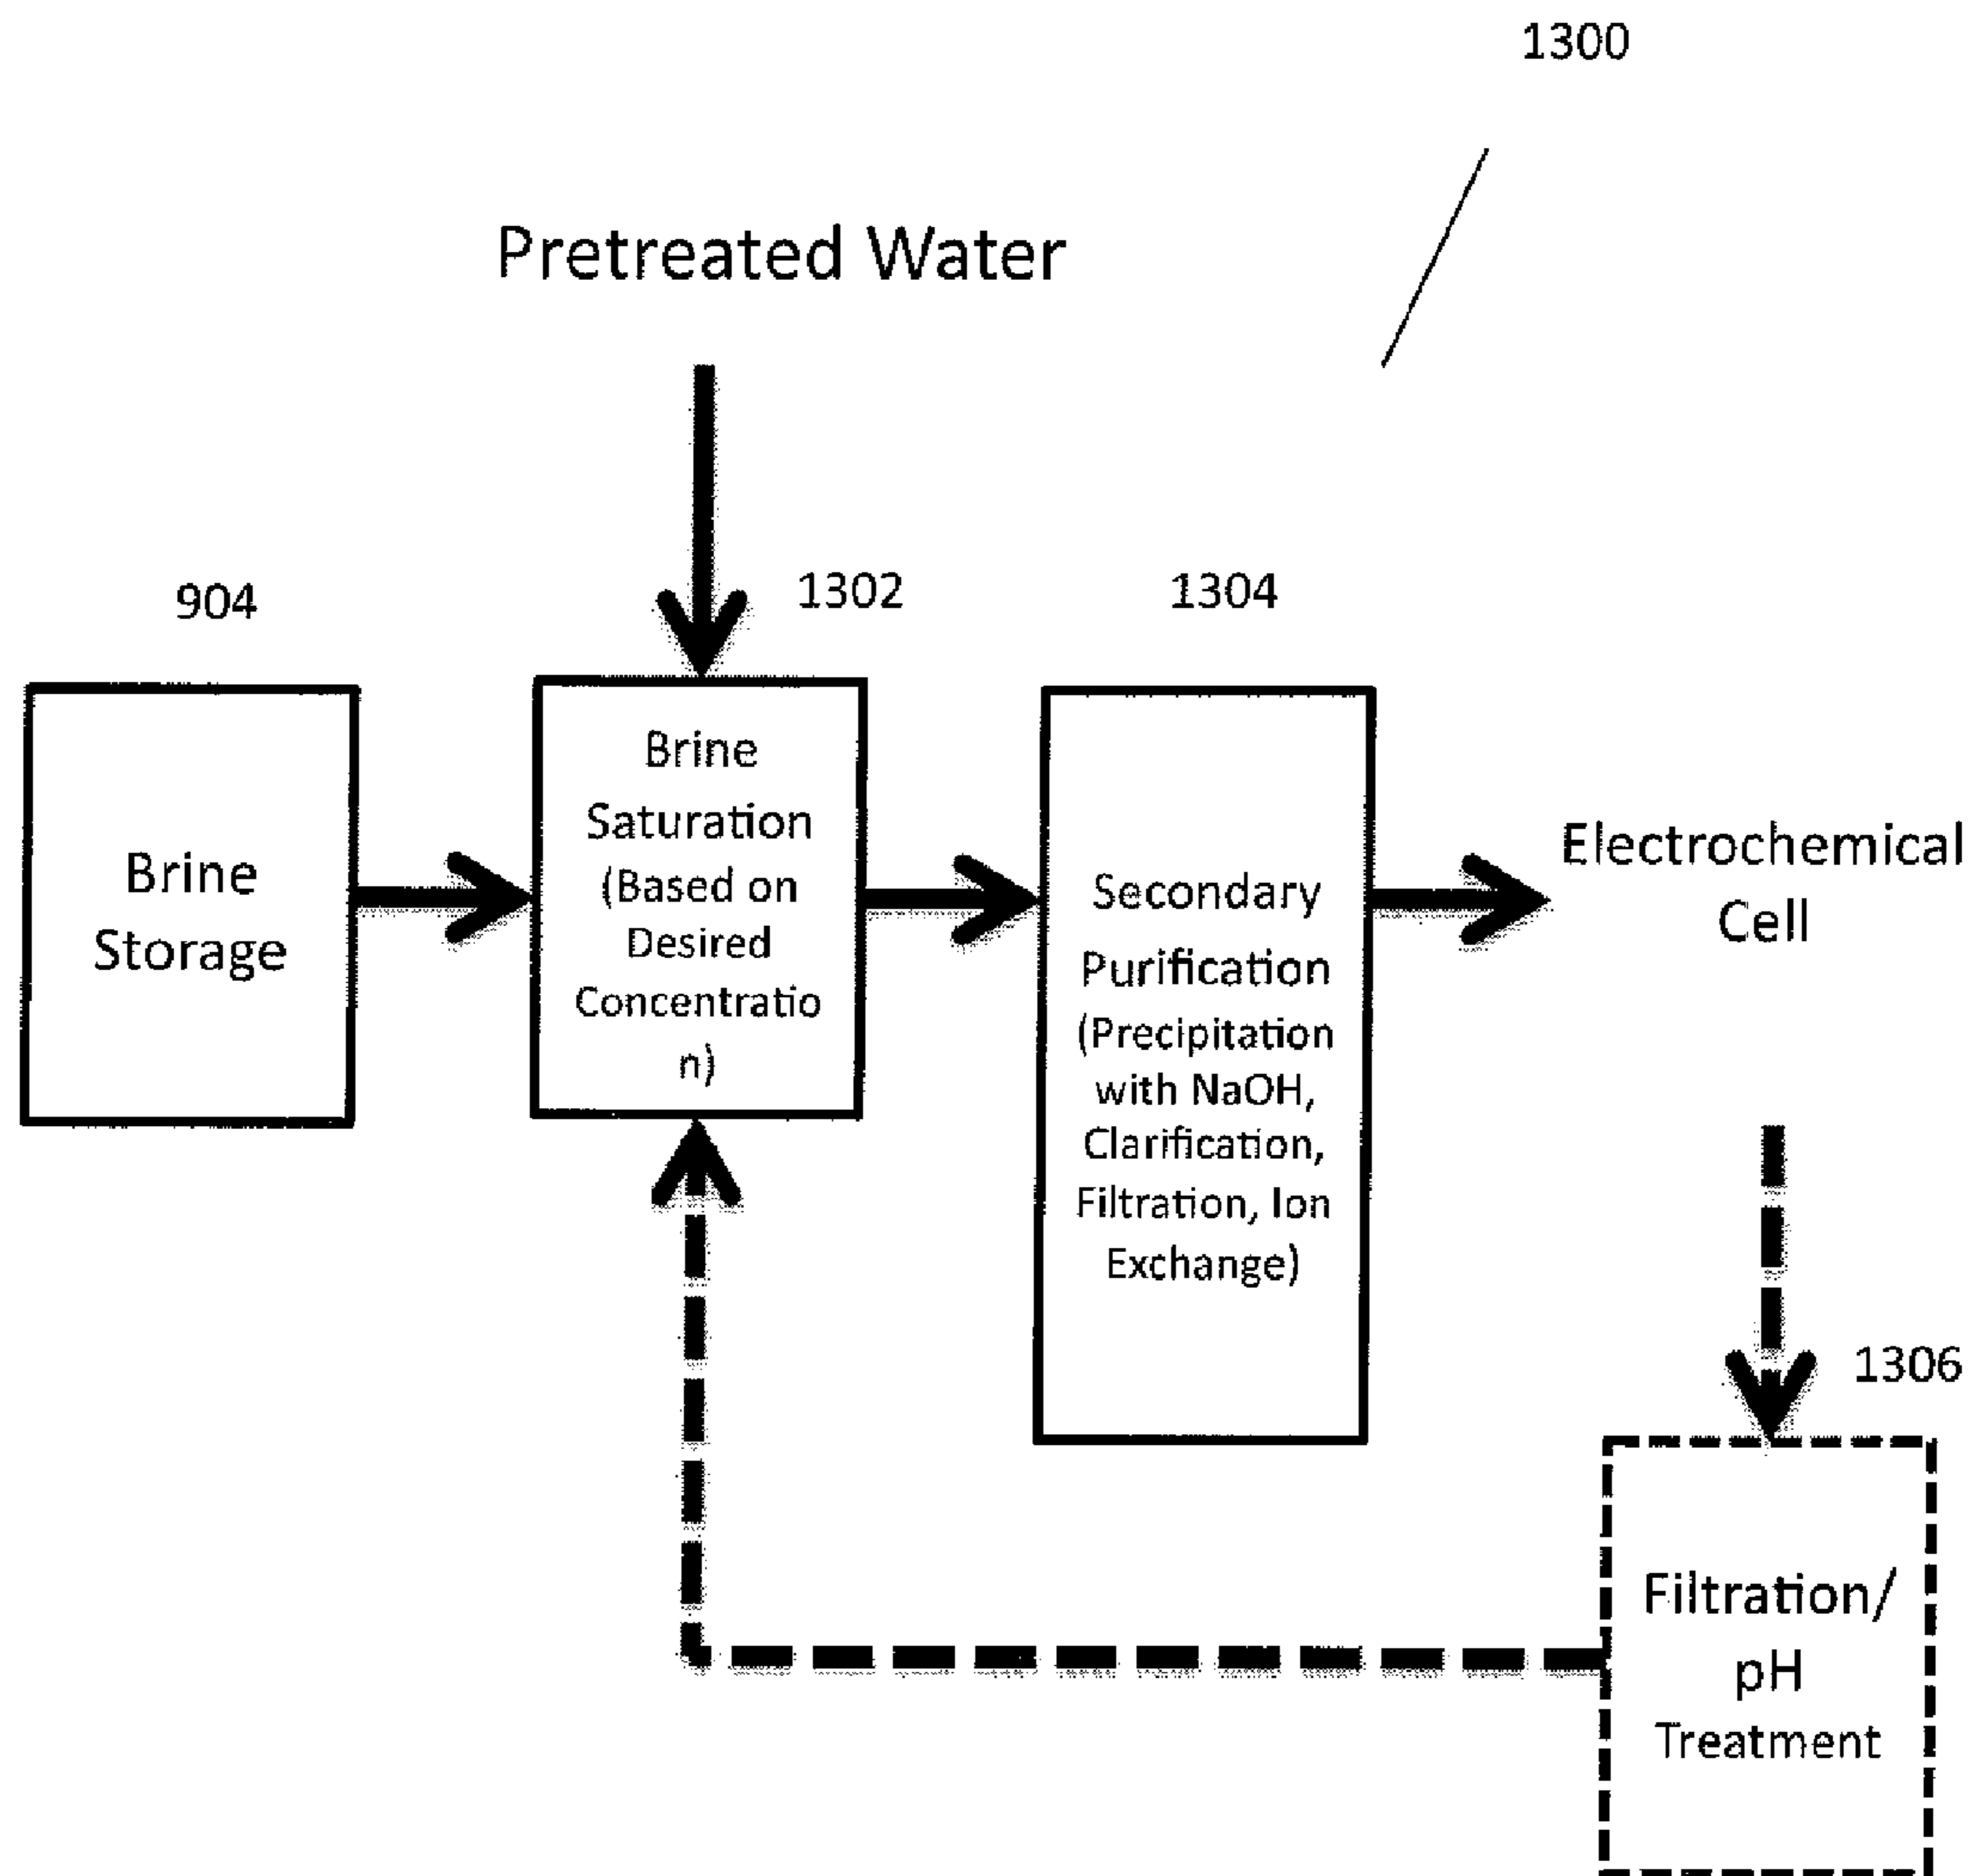 1300
Pretreated Water
904
1302
1304
Brine
Storage
Brine
Saturation
(Based on
Desired
Concentratio
n)
Secondary
Purification
(Precipitation
with NaOH,
Clarification,
Filtration, Ion
Exchange)
Electrochemical
Cell
1306
Filtration/
pH
Treatment